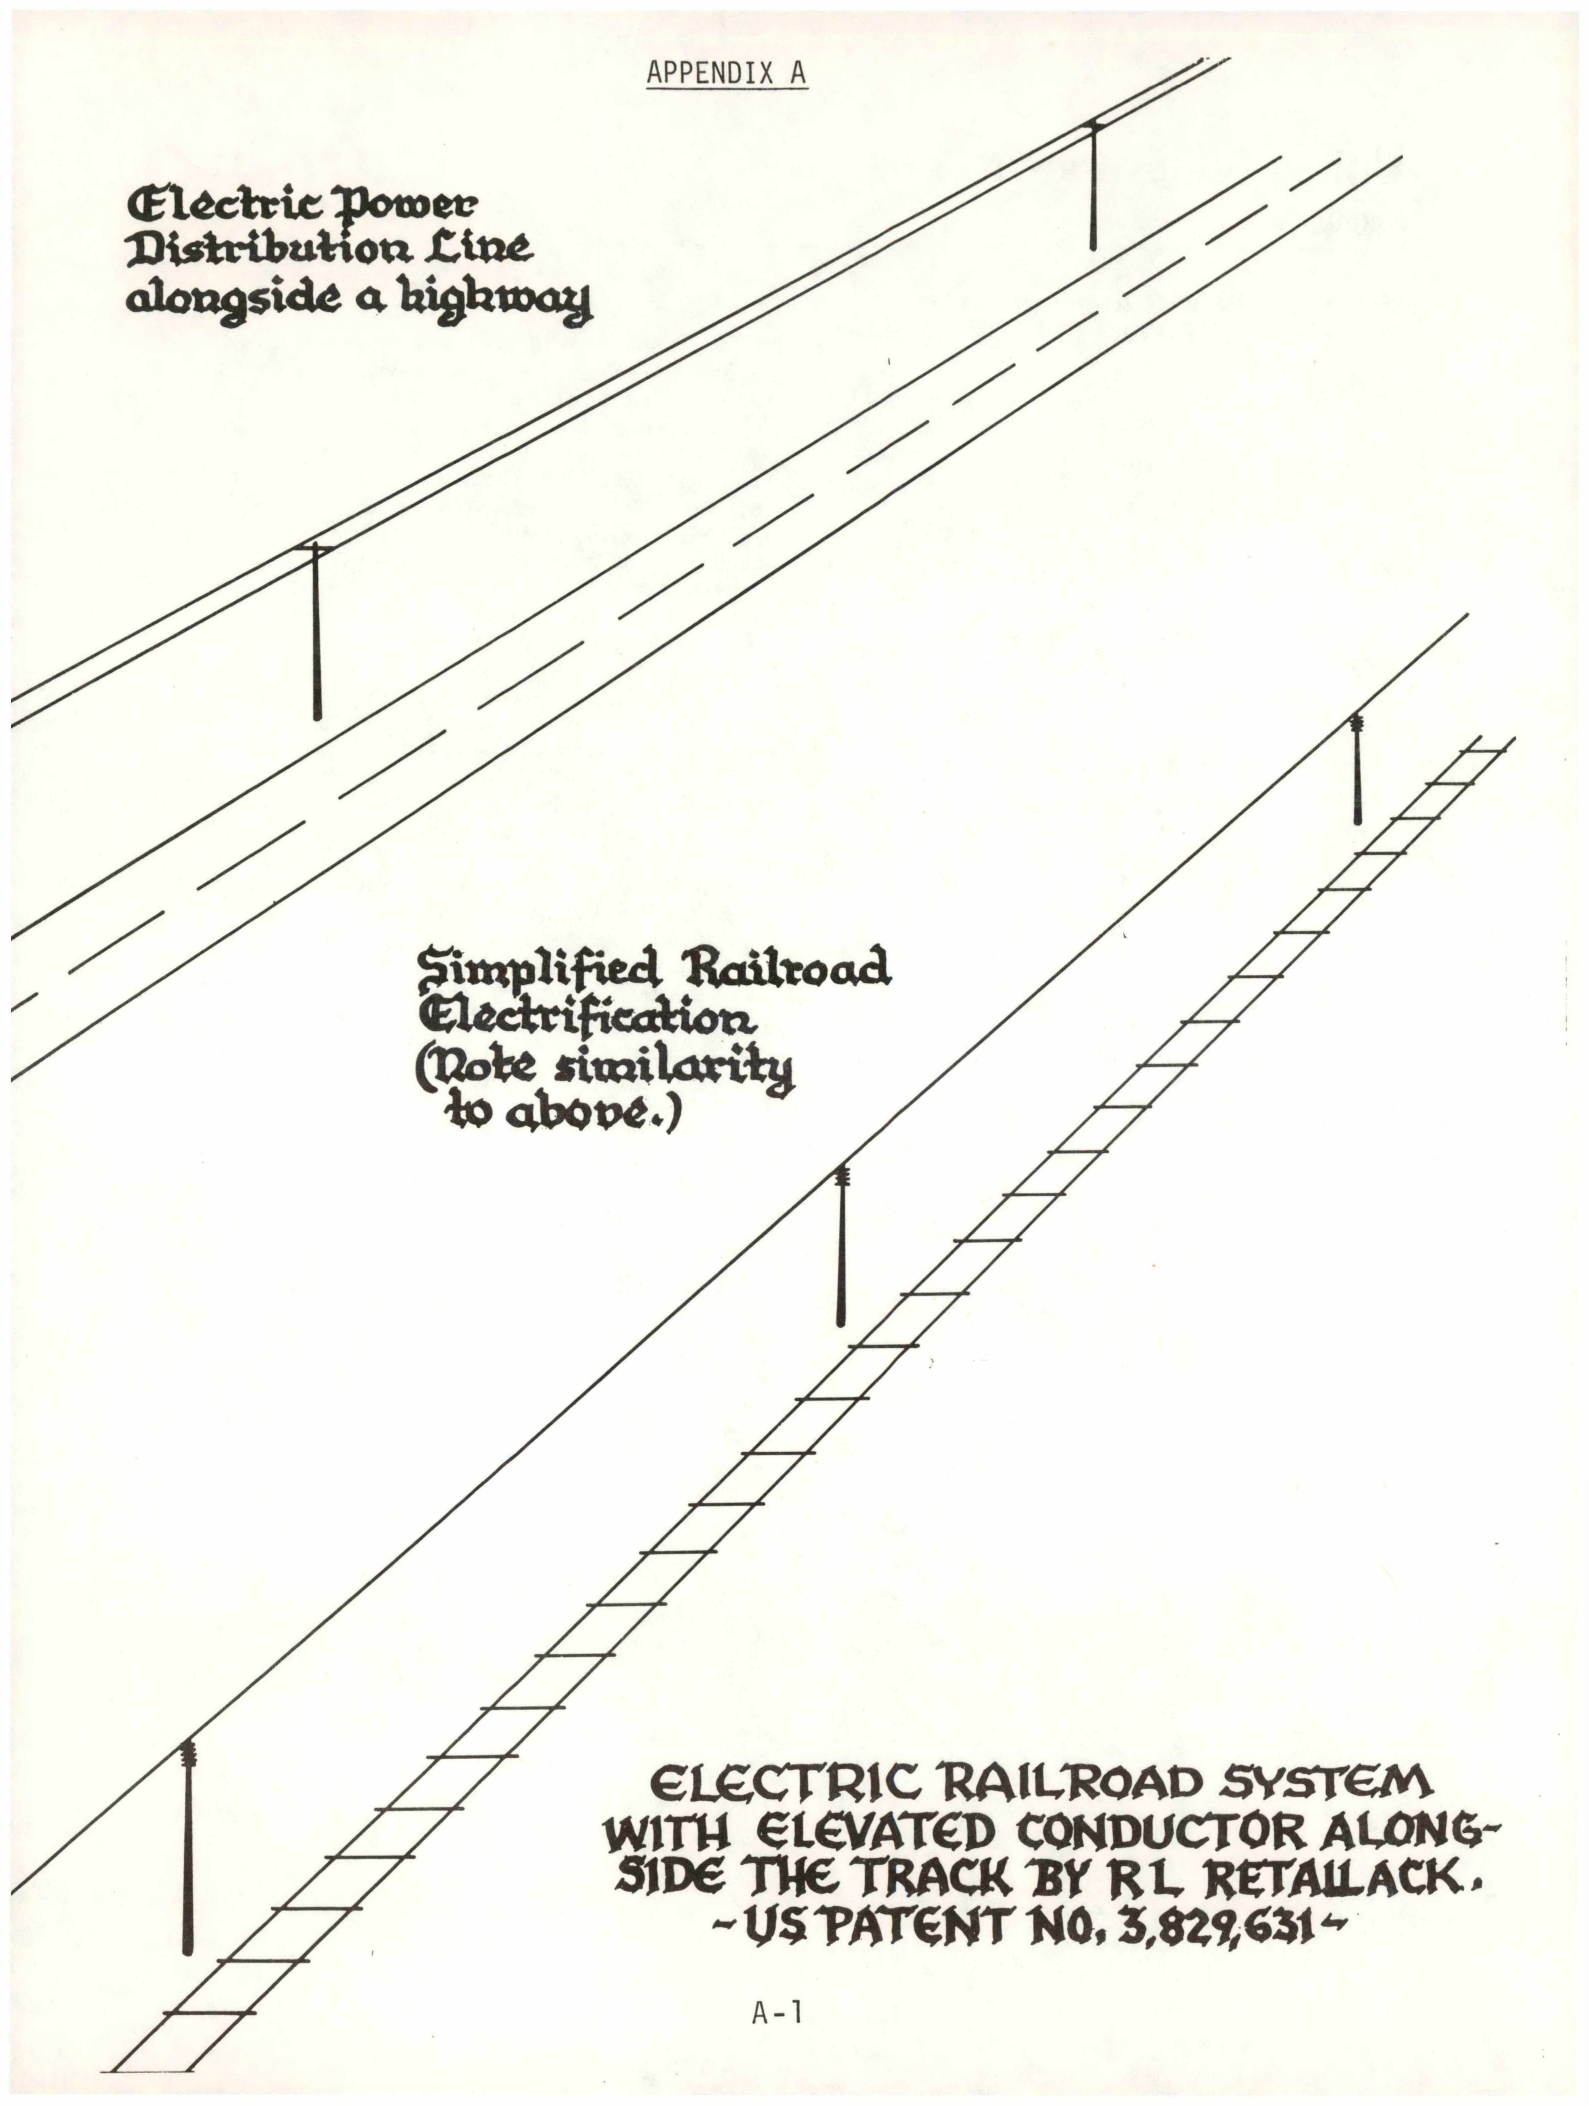 APPENDIX A
Electric Power
Distribution Line
alongside a highway
Simplified Railroad
Electrification
(Note similarity
to above.)
ELECTRIC RAILROAD SYSTEM
WITH ELEVATED CONDUCTOR ALONG-
SIDE THE TRACK BY R L RETALLACK.
~US PATENT NO. 3,829,631~
A-1